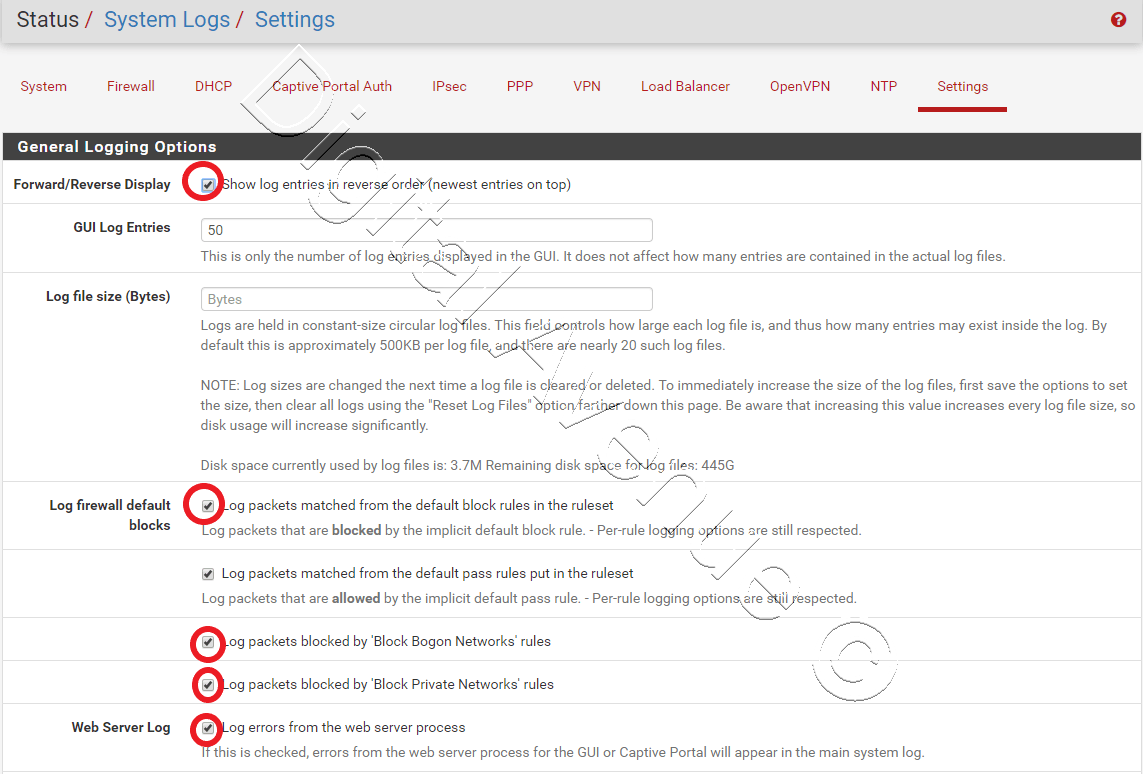 Status / System Logs / Settings
System Firewall DHCP Captive Portal Auth IPsec PPP VPN Load Balancer OpenVPN NTP Settings
General Logging Options
Forward/Reverse Display Show log entries in reverse order (newest entries on top)
GUI Log Entries 50
This is only the number of log entries displayed in the GUI. It does not affect how many entries are contained in the actual log files.
Log file size (Bytes) Bytes
Logs are held in constant-size circular log files. This field controls how large each log file is, and thus how many entries may exist inside the log. By
default this is approximately 500KB per log file, and there are nearly 20 such log files.
NOTE: Log sizes are changed the next time a log file is cleared or deleted. To immediately increase the size of the log files, first save the options to set
the size, then clear all logs using the "Reset Log Files" option farther down this page. Be aware that increasing this value increases every log file size, so
disk usage will increase significantly.
Disk space currently used by log files is: 3.7M Remaining disk space for log files: 445G
Log firewall default
blocks
Log packets matched from the default block rules in the ruleset
Log packets that are blocked by the implicit default block rule. - Per-rule logging options are still respected.
Log packets matched from the default pass rules put in the ruleset
Log packets that are allowed by the implicit default pass rule. - Per-rule logging options are still respected.
Log packets blocked by 'Block Bogon Networks' rules
Log packets blocked by 'Block Private Networks' rules
Web Server Log Log errors from the web server process
If this is checked, errors from the web server process for the GUI or Captive Portal will appear in the main system log.
Digital Avenue ©